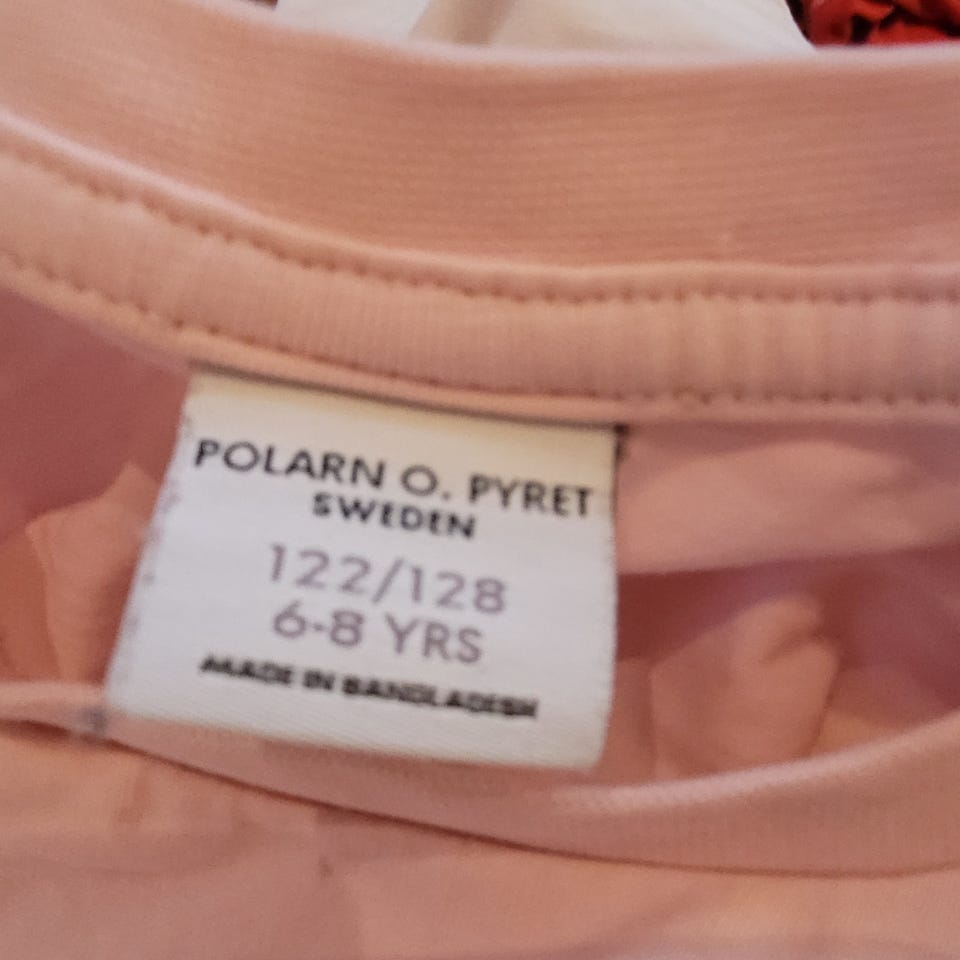 POLARN O. PYRET
SWEDEN
122/128
6-8 YRS
MADE IN BANGLADESH